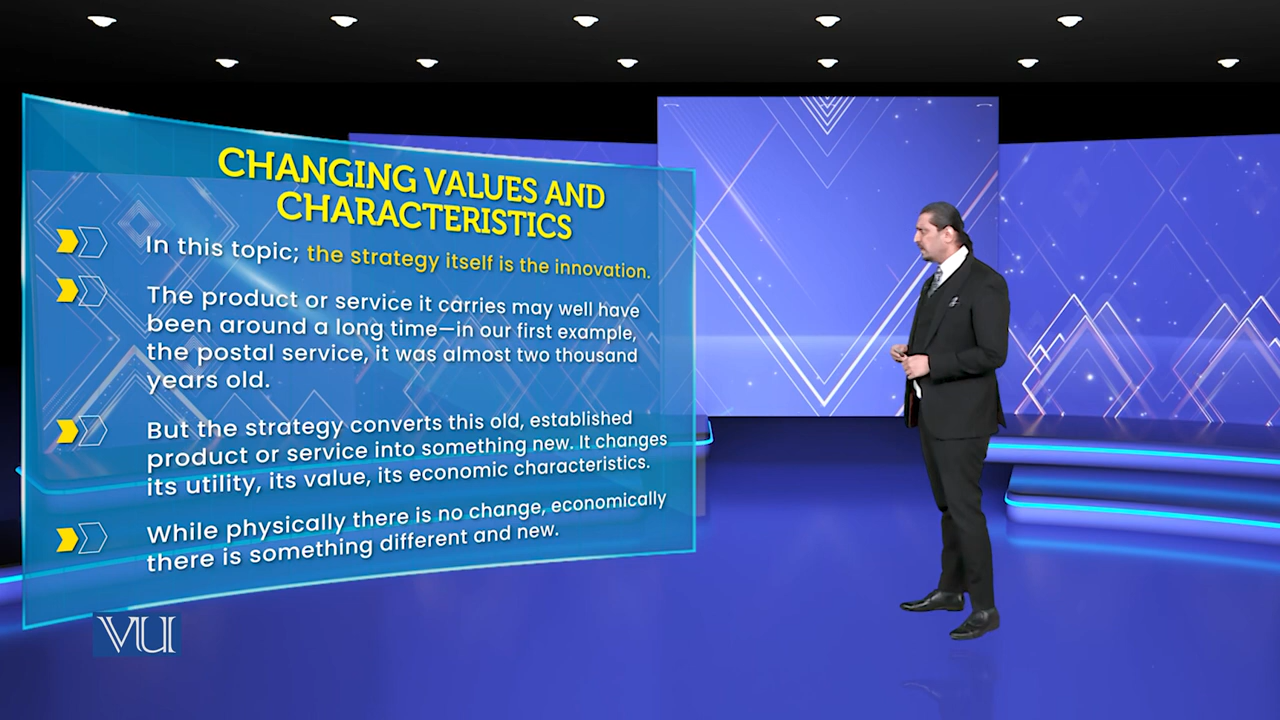 CHANGING VALUES AND
CHARACTERISTICS
In this topic; the strategy itself is the innovation.
The product or service it carries may well have
been around a long time—in our first example,
the postal service, it was almost two thousand
years old.
But the strategy converts this old, established
product or service into something new. It changes
its utility, its value, its economic characteristics.
While physically there is no change, economically
there is something different and new.
VU